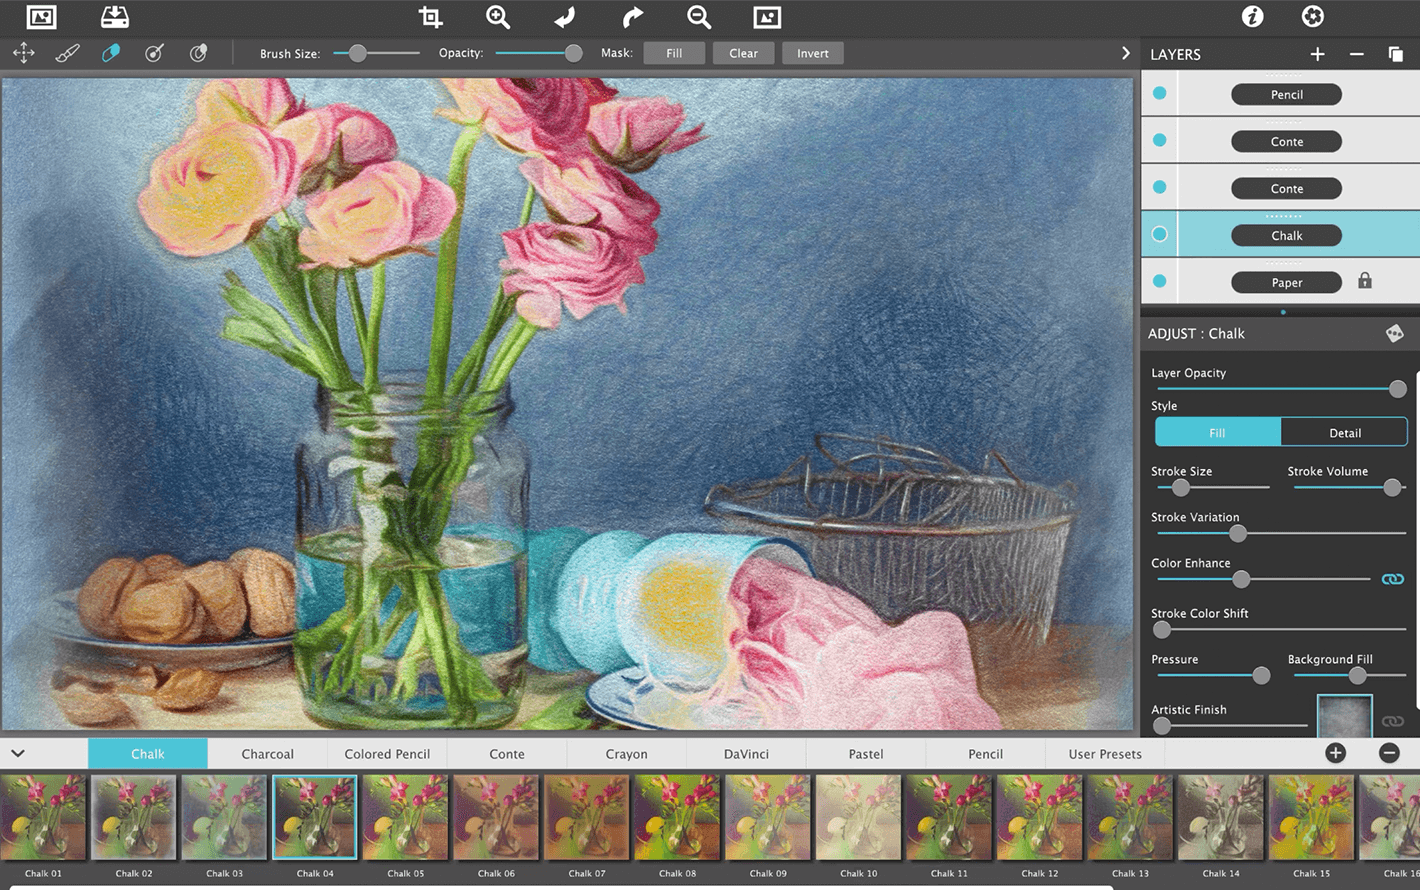 Brush Size: Opacity: Mask: Fill Clear Invert
LAYERS
Pencil
Conte
Conte
Chalk
Paper
ADJUST : Chalk
Layer Opacity
Style
Fill Detail
Stroke Size Stroke Volume
Stroke Variation
Color Enhance
Stroke Color Shift
Pressure Background Fill
Artistic Finish
Chalk Charcoal Colored Pencil Conte Crayon DaVinci Pastel Pencil User Presets
Chalk 01 Chalk 02 Chalk 03 Chalk 04 Chalk 05 Chalk 06 Chalk 07 Chalk 08 Chalk 09 Chalk 10 Chalk 11 Chalk 12 Chalk 13 Chalk 14 Chalk 15 Chalk 16